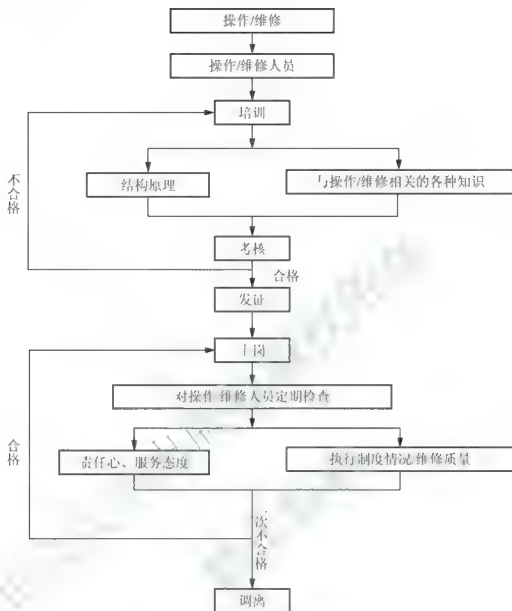 操作/维修
操作/维修人员
培训
结构原理
与操作/维修相关的各种知识
不合格
考核
合格
发证
上岗
对操作 维修人员定期检查
责任心、服务态度
执行制度情况 维修质量
合格
次不合格
调离